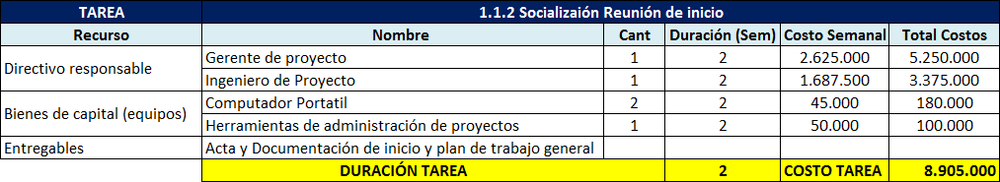 TAREA 1.1.2 Socializaión Reunión de inicio
Recurso Nombre Cant Duración (Sem) Costo Semanal Total Costos
Directivo responsable Gerente de proyecto 1 2 2.625.000 5.250.000
Ingeniero de Proyecto 1 2 1.687.500 3.375.000
Bienes de capital (equipos) Computador Portatil 2 2 45.000 180.000
Herramientas de administración de proyectos 1 2 50.000 100.000
Entregables Acta y Documentación de inicio y plan de trabajo general
DURACIÓN TAREA 2 COSTO TAREA 8.905.000